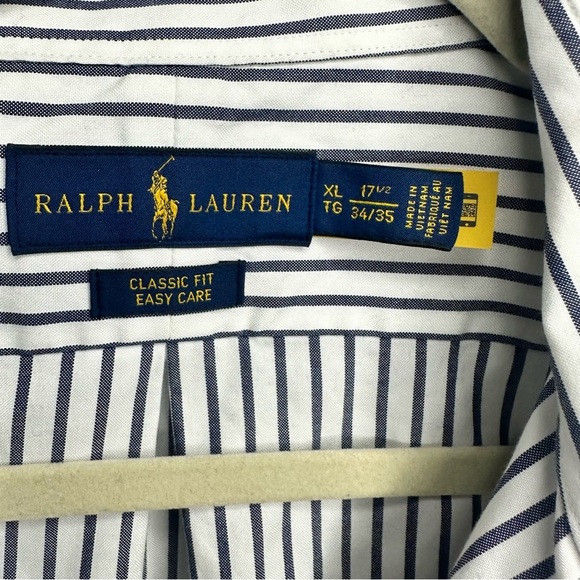 RALPH LAUREN
XL 17 1/2
TG 34/35
MADE IN
VIETNAM
FABRIQUÉ AU
VIÊT NAM
CLASSIC FIT
EASY CARE